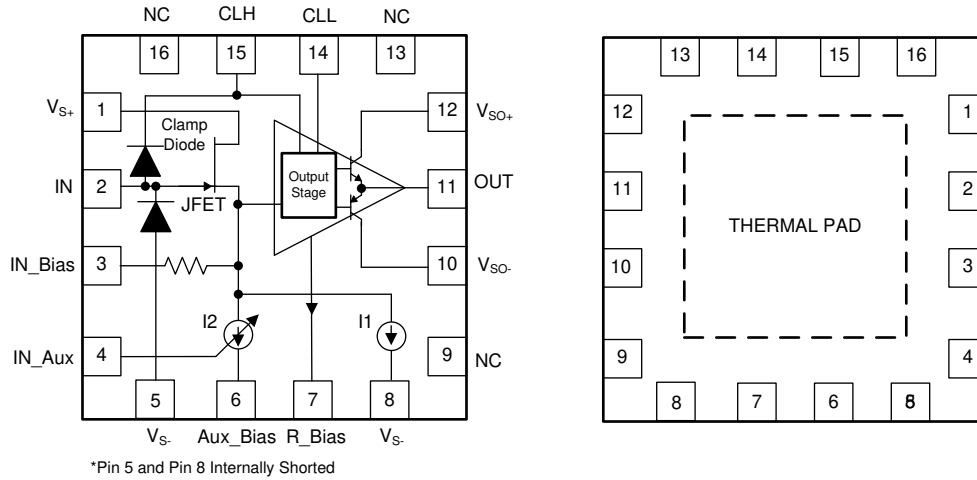 NC CLH CLL NC
16 15 14 13
13 14 15 16
V_S+ 1 12 V_SO+
12 1
Clamp
Diode
Output
Stage
IN 2 11 OUT
11 2
JFET
THERMAL PAD
IN_Bias 3 10 V_SO-
10 3
I2 I1
IN_Aux 4 9 NC
9 4
5 6 7 8
8 7 6 5
V_S- Aux_Bias R_Bias V_S-
*Pin 5 and Pin 8 Internally Shorted